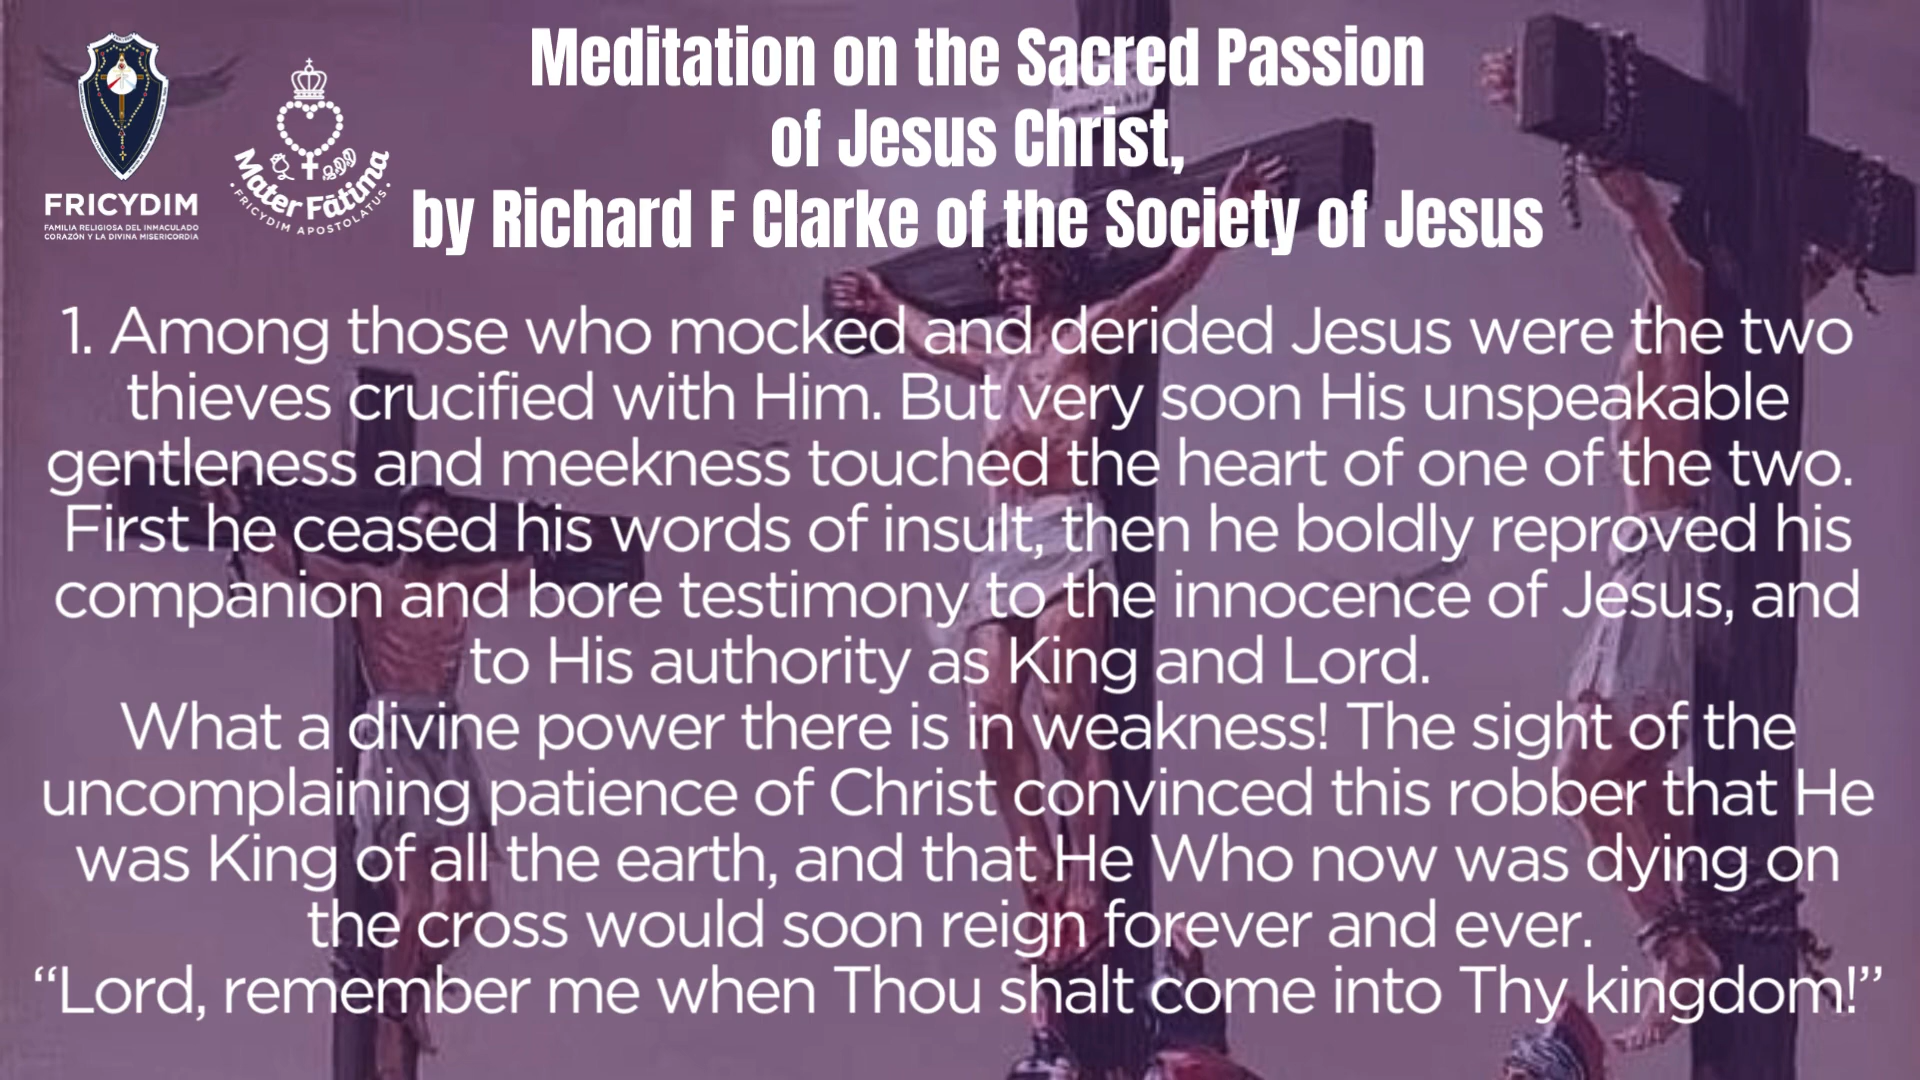 Meditation on the Sacred Passion
of Jesus Christ,
by Richard F Clarke of the Society of Jesus
FRICYDIM
FAMILIA RELIGIOSA DEL INMACULADO
CORAZÓN Y LA DIVINA MISERICORDIA
Mater Fātima
• FRICYDIM APOSTOLATUS •
1. Among those who mocked and derided Jesus were the two
thieves crucified with Him. But very soon His unspeakable
gentleness and meekness touched the heart of one of the two.
First he ceased his words of insult, then he boldly reproved his
companion and bore testimony to the innocence of Jesus, and
to His authority as King and Lord.
What a divine power there is in weakness! The sight of the
uncomplaining patience of Christ convinced this robber that He
was King of all the earth, and that He Who now was dying on
the cross would soon reign forever and ever.
“Lord, remember me when Thou shalt come into Thy kingdom!”